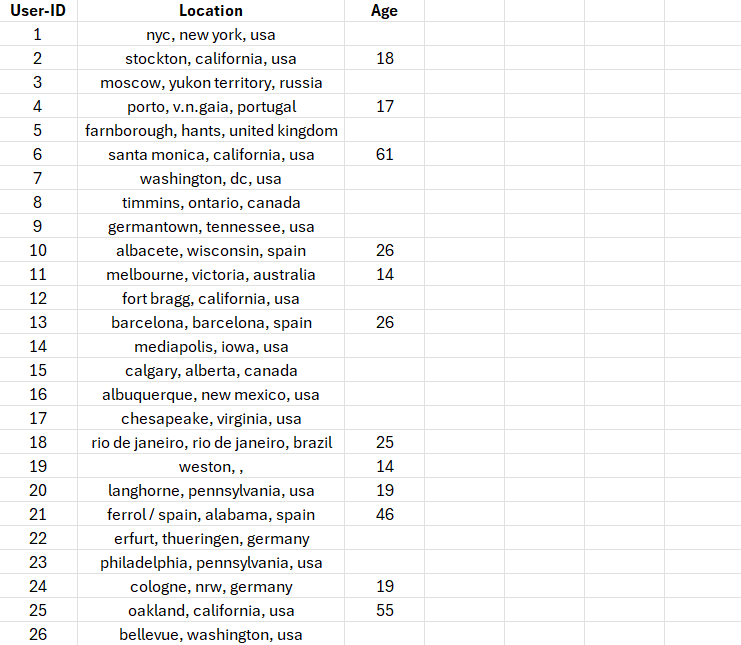 User-ID Location Age
1 nyc, new york, usa
2 stockton, california, usa 18
3 moscow, yukon territory, russia
4 porto, v.n.gaia, portugal 17
5 farnborough, hants, united kingdom
6 santa monica, california, usa 61
7 washington, dc, usa
8 timmins, ontario, canada
9 germantown, tennessee, usa
10 albacete, wisconsin, spain 26
11 melbourne, victoria, australia 14
12 fort bragg, california, usa
13 barcelona, barcelona, spain 26
14 mediapolis, iowa, usa
15 calgary, alberta, canada
16 albuquerque, new mexico, usa
17 chesapeake, virginia, usa
18 rio de janeiro, rio de janeiro, brazil 25
19 weston, , 14
20 langhorne, pennsylvania, usa 19
21 ferrol / spain, alabama, spain 46
22 erfurt, thueringen, germany
23 philadelphia, pennsylvania, usa
24 cologne, nrw, germany 19
25 oakland, california, usa 55
26 bellevue, washington, usa